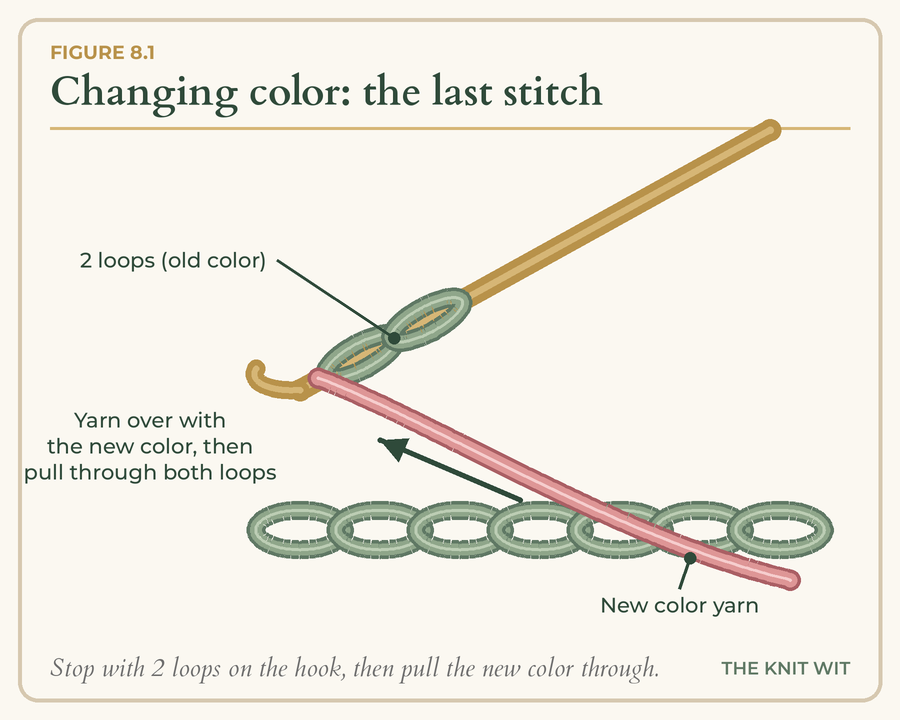 FIGURE 8.1
Changing color: the last stitch
2 loops (old color)
Yarn over with
the new color, then
pull through both loops
New color yarn
Stop with 2 loops on the hook, then pull the new color through.
THE KNIT WIT